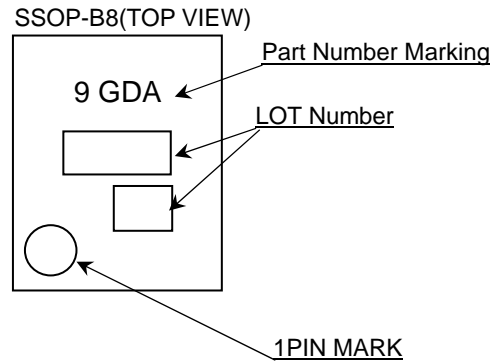 SSOP-B8(TOP VIEW)
Part Number Marking
9 GDA
LOT Number
1PIN MARK